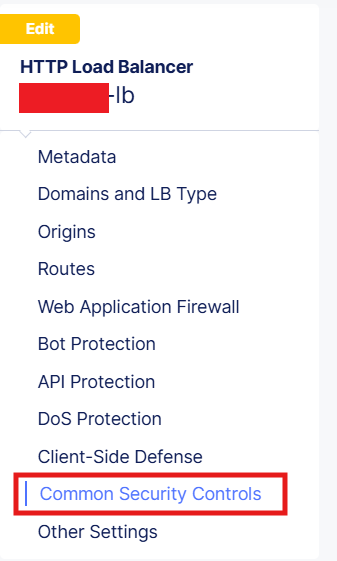 Edit
HTTP Load Balancer
-lb
Metadata
Domains and LB Type
Origins
Routes
Web Application Firewall
Bot Protection
API Protection
DoS Protection
Client-Side Defense
Common Security Controls
Other Settings